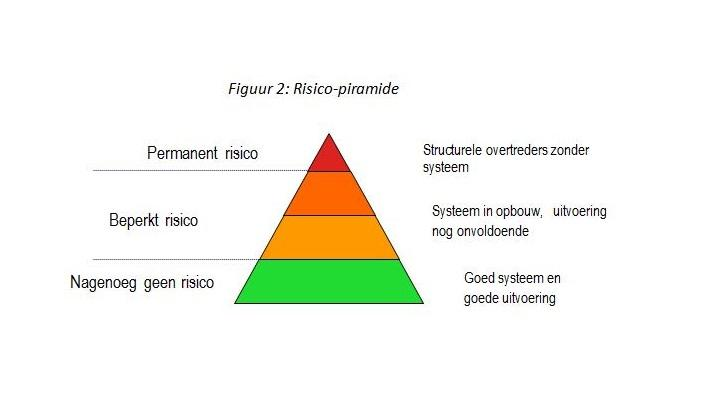 Figuur 2: Risico-piramide
Permanent risico
Structurele overtreders zonder
systeem
Beperkt risico
Systeem in opbouw, uitvoering
nog onvoldoende
Nagenoeg geen risico
Goed systeem en
goede uitvoering